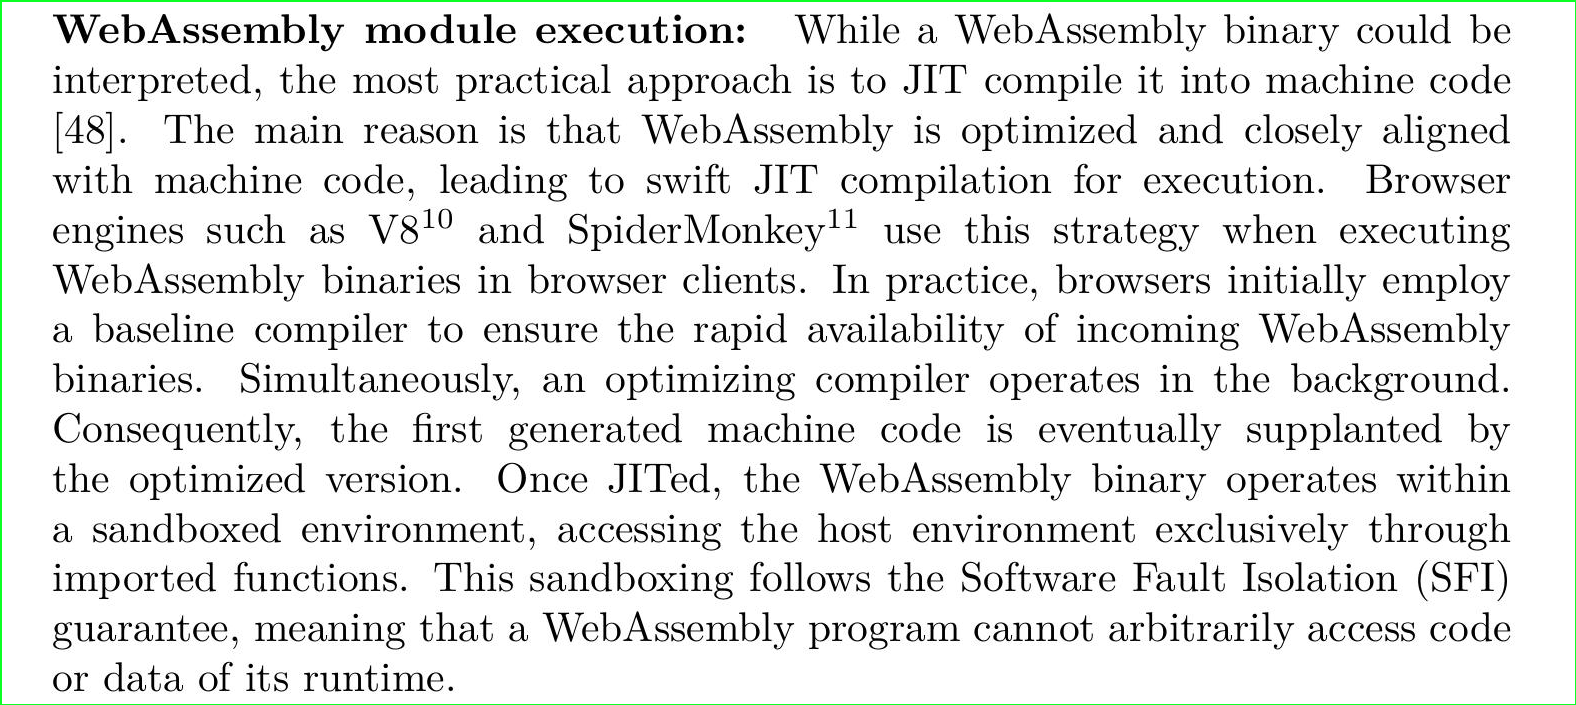 WebAssembly module execution: While a WebAssembly binary could be
interpreted, the most practical approach is to JIT compile it into machine code
[48]. The main reason is that WebAssembly is optimized and closely aligned
with machine code, leading to swift JIT compilation for execution. Browser
engines such as V8¹⁰ and SpiderMonkey¹¹ use this strategy when executing
WebAssembly binaries in browser clients. In practice, browsers initially employ
a baseline compiler to ensure the rapid availability of incoming WebAssembly
binaries. Simultaneously, an optimizing compiler operates in the background.
Consequently, the first generated machine code is eventually supplanted by
the optimized version. Once JITed, the WebAssembly binary operates within
a sandboxed environment, accessing the host environment exclusively through
imported functions. This sandboxing follows the Software Fault Isolation (SFI)
guarantee, meaning that a WebAssembly program cannot arbitrarily access code
or data of its runtime.